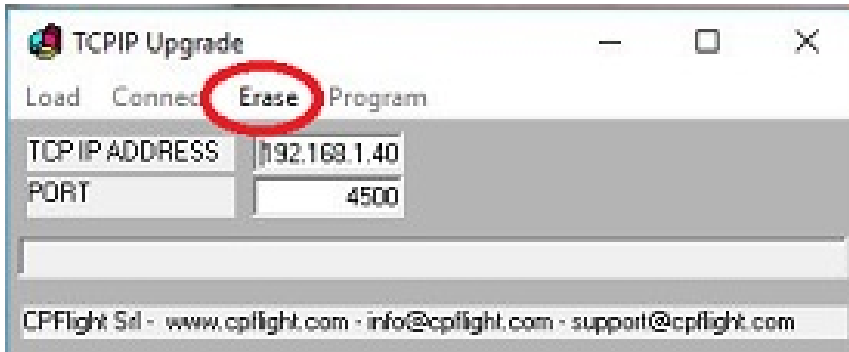 TCPIP Upgrade
Load Connec Erase Program
TCP IP ADDRESS 192.168.1.40
PORT 4500
CPFlight Srl - www.cpflight.com - info@cpflight.com - support@cpflight.com